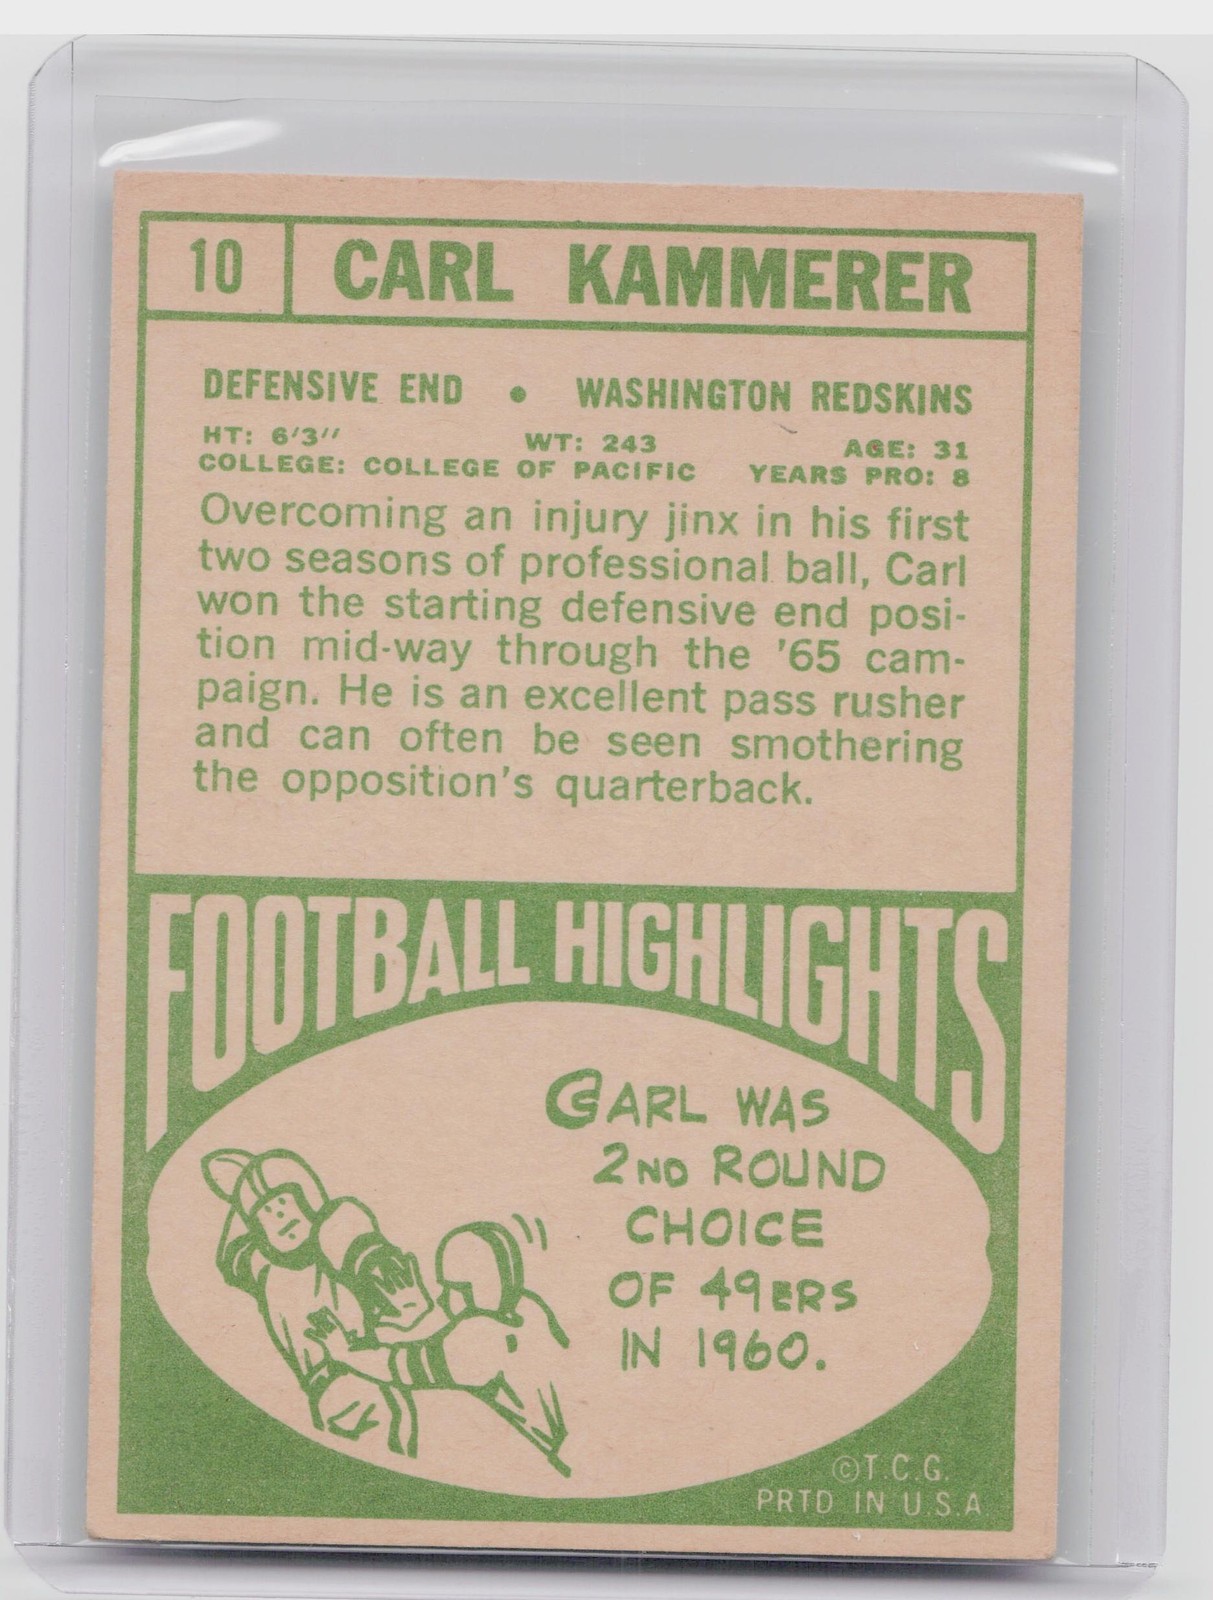 10 CARL KAMMERER
DEFENSIVE END • WASHINGTON REDSKINS
HT: 6'3" WT: 243 AGE: 31
COLLEGE: COLLEGE OF PACIFIC YEARS PRO: 8
Overcoming an injury jinx in his first
two seasons of professional ball, Carl
won the starting defensive end posi-
tion mid-way through the '65 cam-
paign. He is an excellent pass rusher
and can often be seen smothering
the opposition's quarterback.
FOOTBALL HIGHLIGHTS
CARL WAS
2ND ROUND
CHOICE
OF 49ERS
IN 1960.
©T.C.G.
PRTD IN U.S.A